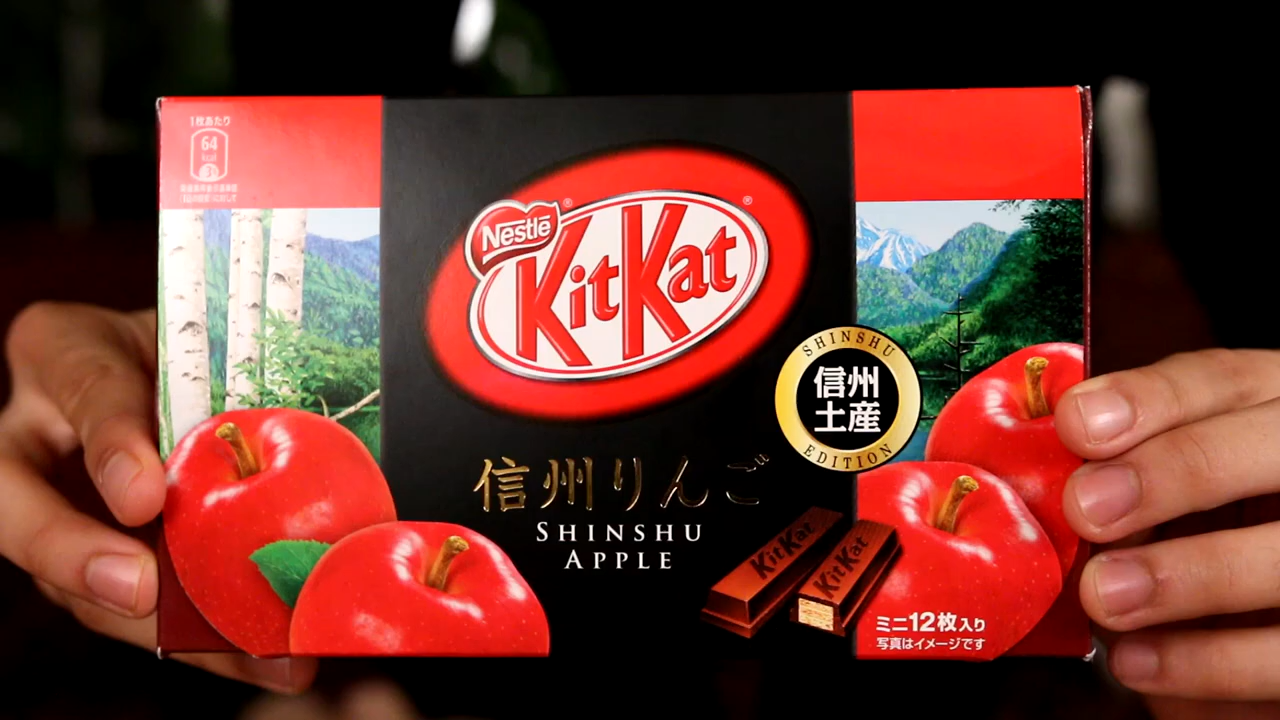 1枚あたり
64
kcal
Nestlé
KitKat
SHINSHU
信州
土産
EDITION
信州りんご
SHINSHU
APPLE
KitKat
KitKat
ミニ12枚入り
写真はイメージです